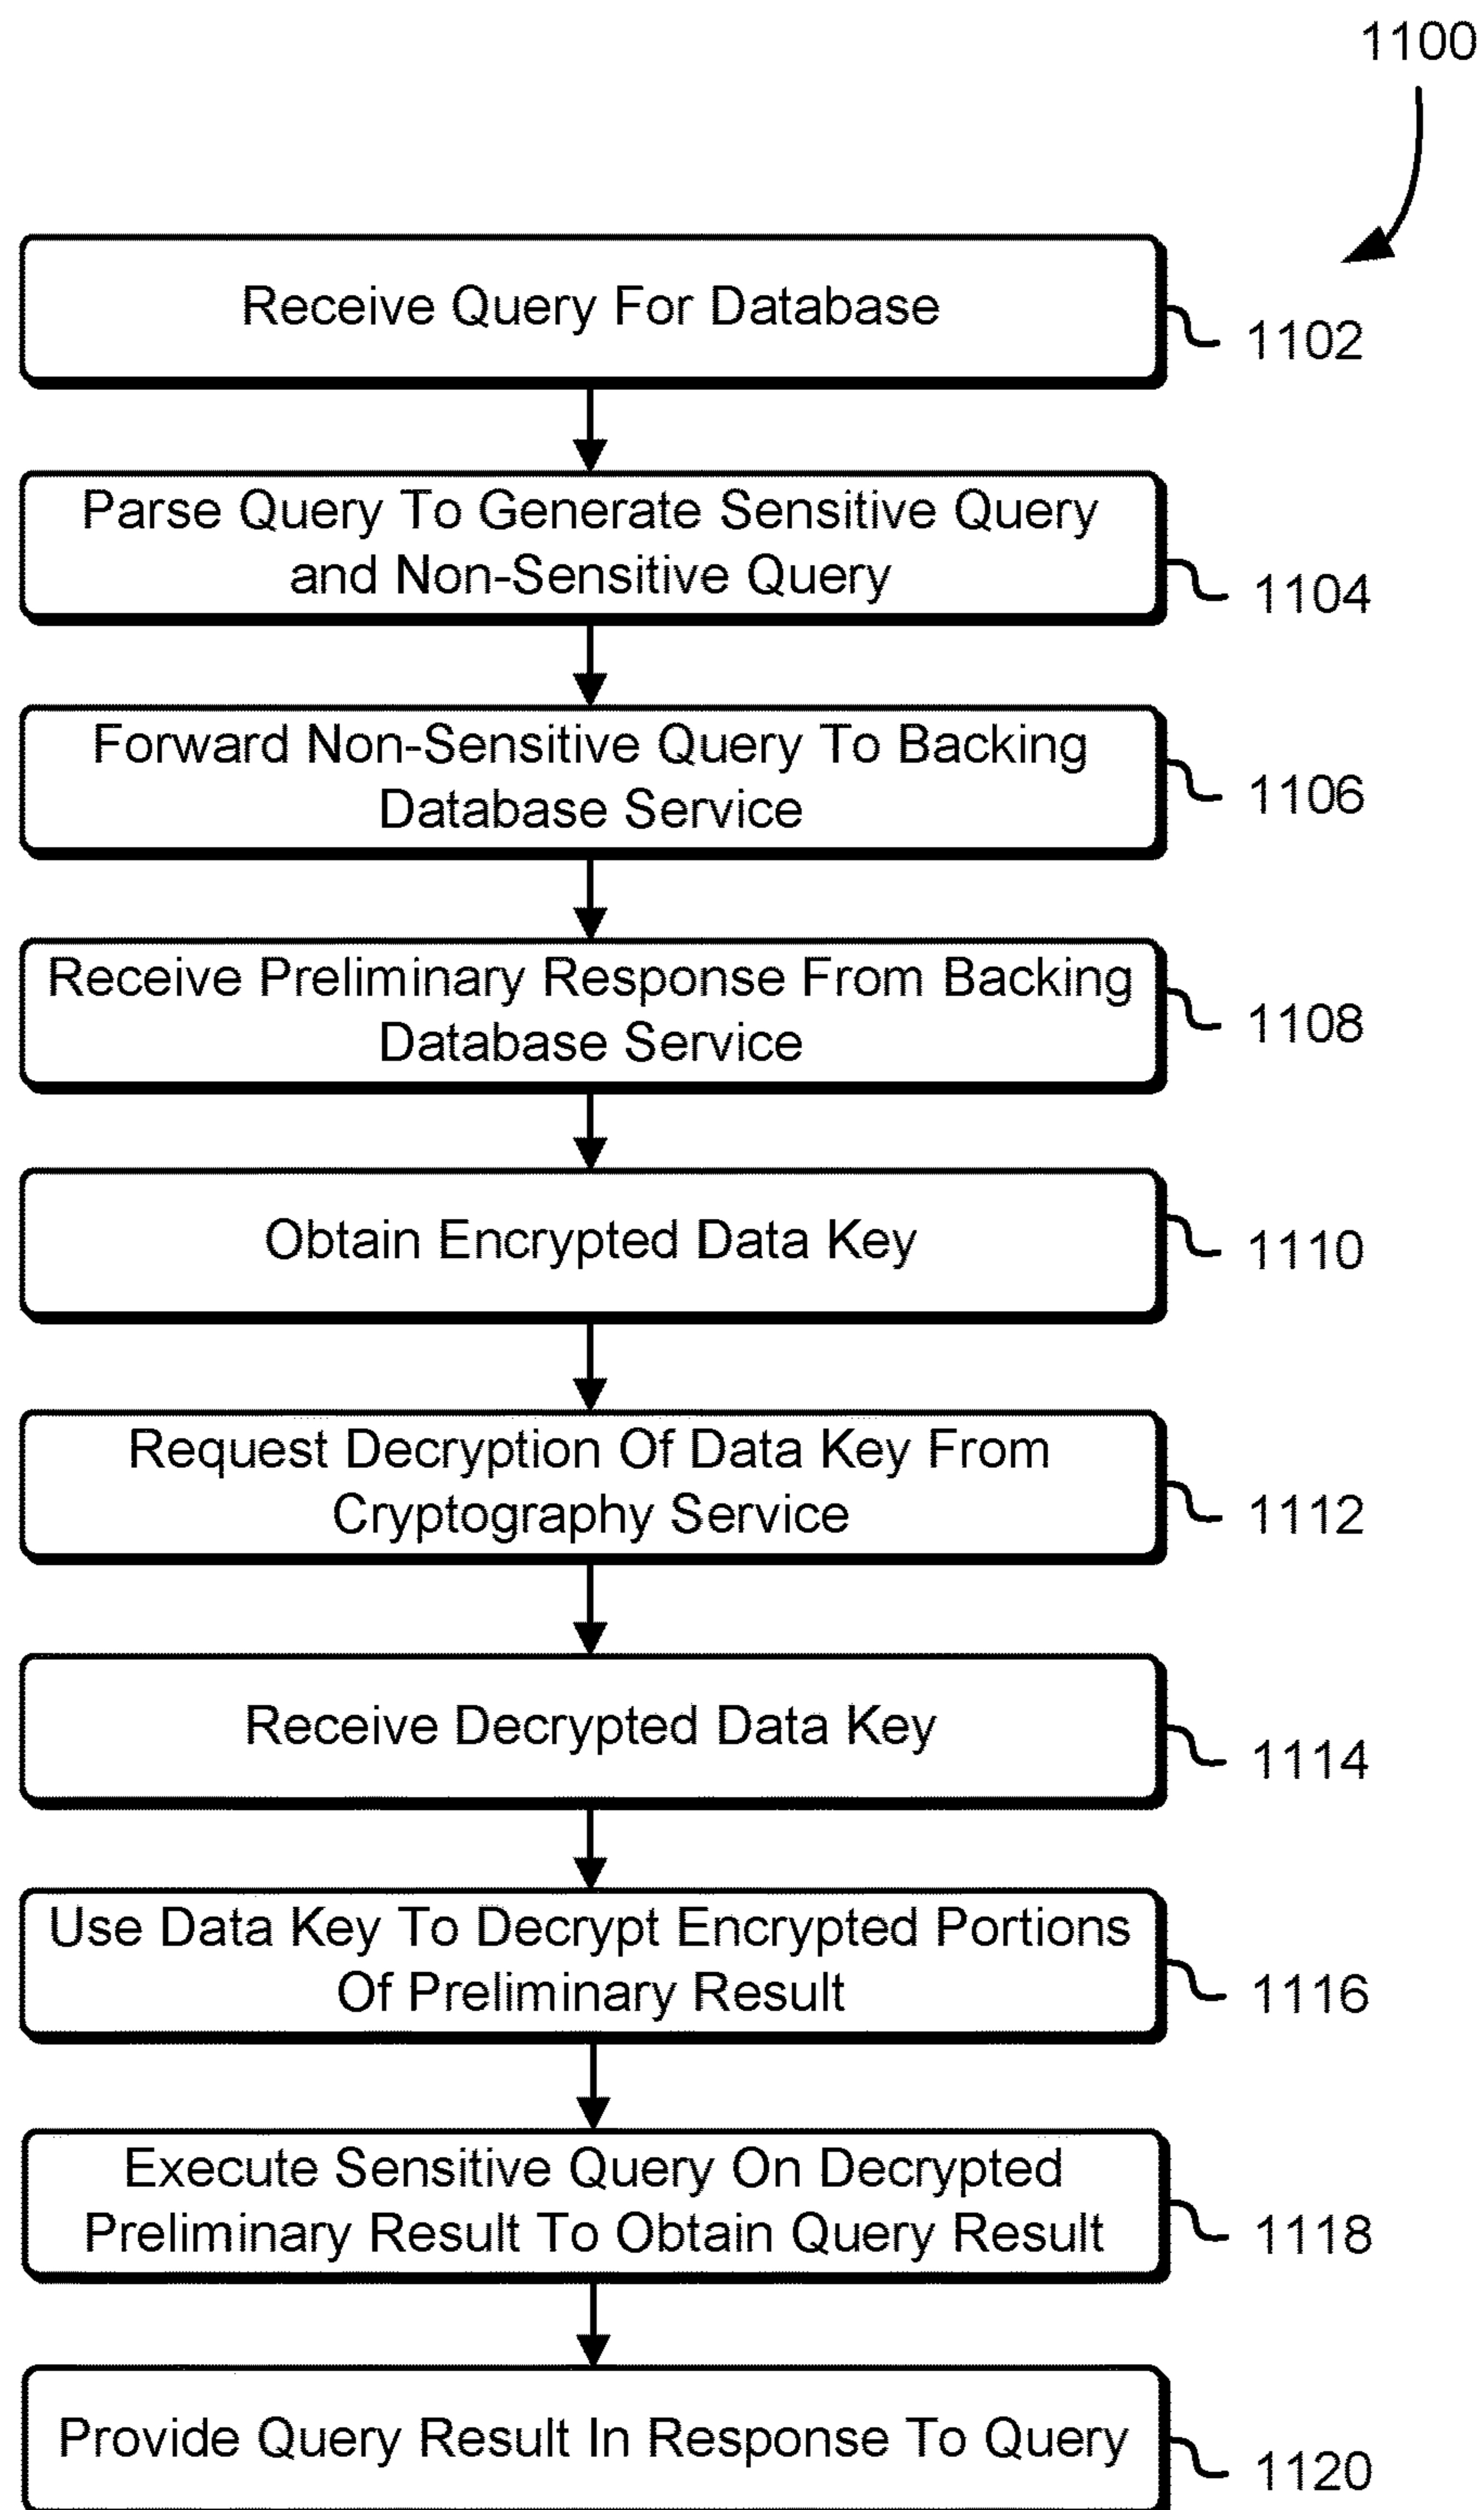 1100
Receive Query For Database
1102
Parse Query To Generate Sensitive Query
and Non-Sensitive Query
1104
Forward Non-Sensitive Query To Backing
Database Service
1106
Receive Preliminary Response From Backing
Database Service
1108
Obtain Encrypted Data Key
1110
Request Decryption Of Data Key From
Cryptography Service
1112
Receive Decrypted Data Key
1114
Use Data Key To Decrypt Encrypted Portions
Of Preliminary Result
1116
Execute Sensitive Query On Decrypted
Preliminary Result To Obtain Query Result
1118
Provide Query Result In Response To Query
1120